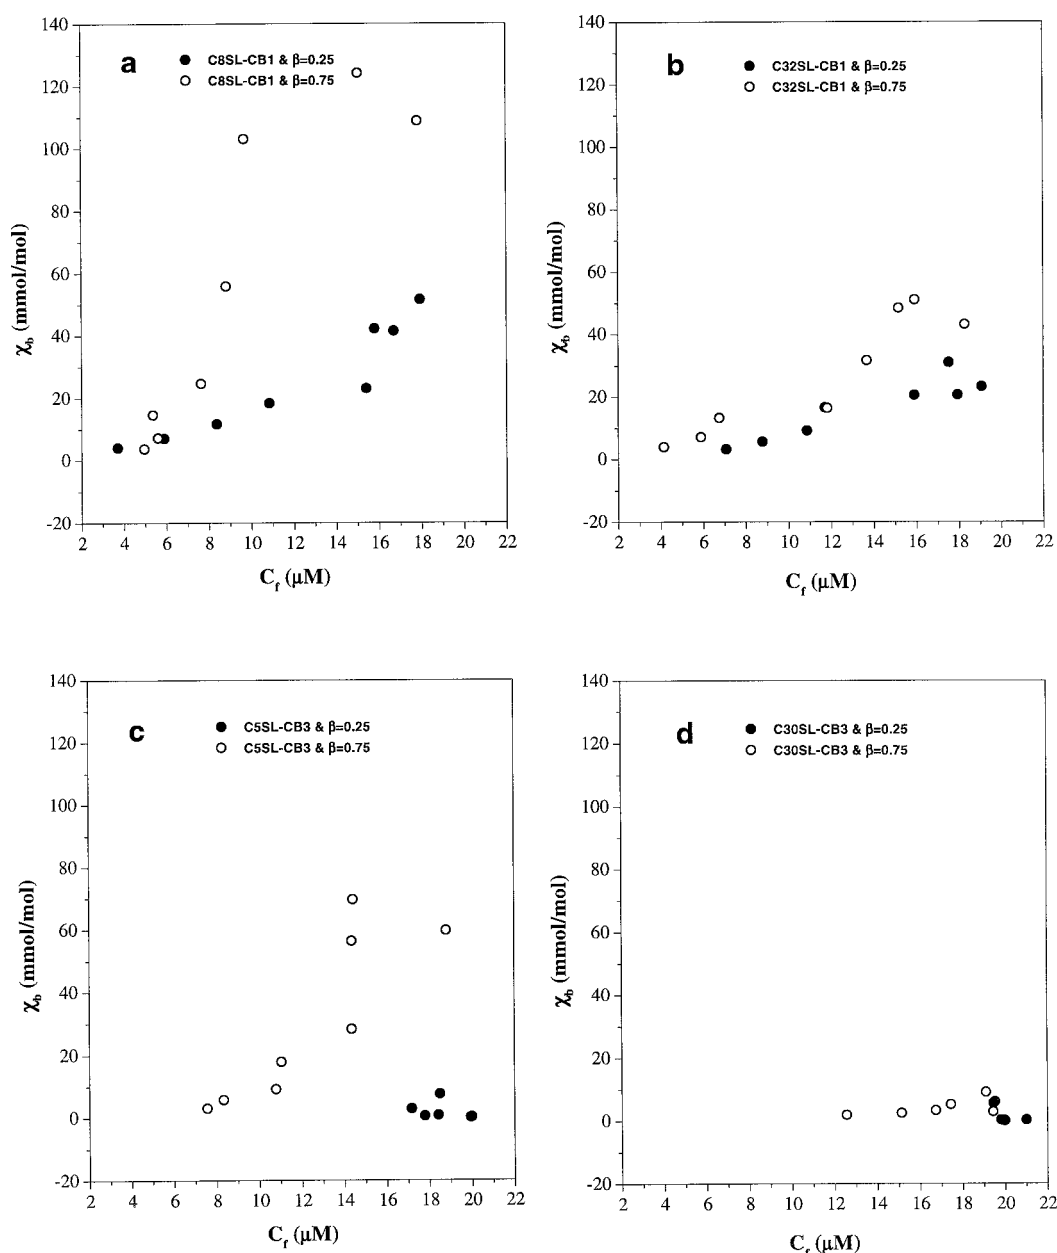 a
C8SL-CB1 & β=0.25
C8SL-CB1 & β=0.75
140
120
100
80
60
40
20
0
-20
2 4 6 8 10 12 14 16 18 20 22
χb (mmol/mol)
Cf (μM)
b
C32SL-CB1 & β=0.25
C32SL-CB1 & β=0.75
140
120
100
80
60
40
20
0
-20
2 4 6 8 10 12 14 16 18 20 22
χb (mmol/mol)
Cf (μM)
c
C5SL-CB3 & β=0.25
C5SL-CB3 & β=0.75
140
120
100
80
60
40
20
0
-20
2 4 6 8 10 12 14 16 18 20 22
χb (mmol/mol)
Cf (μM)
d
C30SL-CB3 & β=0.25
C30SL-CB3 & β=0.75
140
120
100
80
60
40
20
0
-20
2 4 6 8 10 12 14 16 18 20 22
χb (mmol/mol)
Cf (μM)